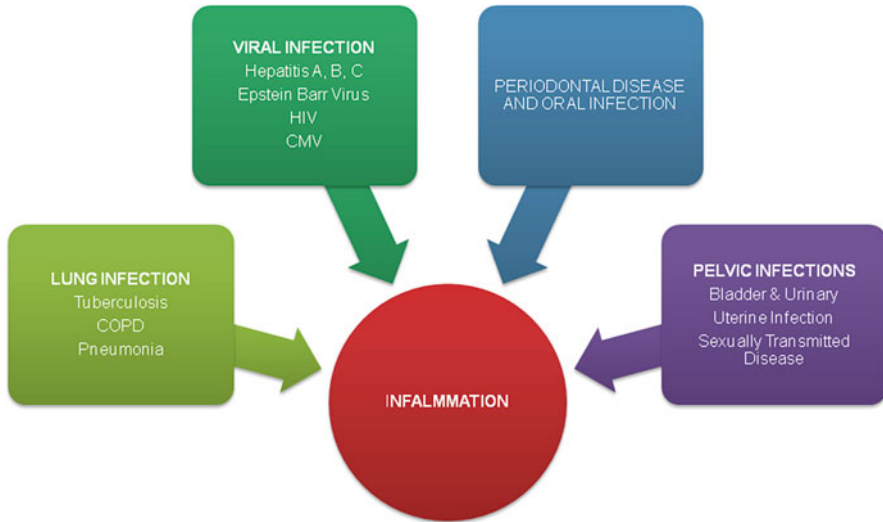 VIRAL INFECTION
Hepatitis A, B, C
Epstein Barr Virus
HIV
CMV
PERIODONTAL DISEASE
AND ORAL INFECTION
LUNG INFECTION
Tuberculosis
COPD
Pneumonia
PELVIC INFECTIONS
Bladder & Urinary
Uterine Infection
Sexually Transmitted
Disease
INFALMMATION